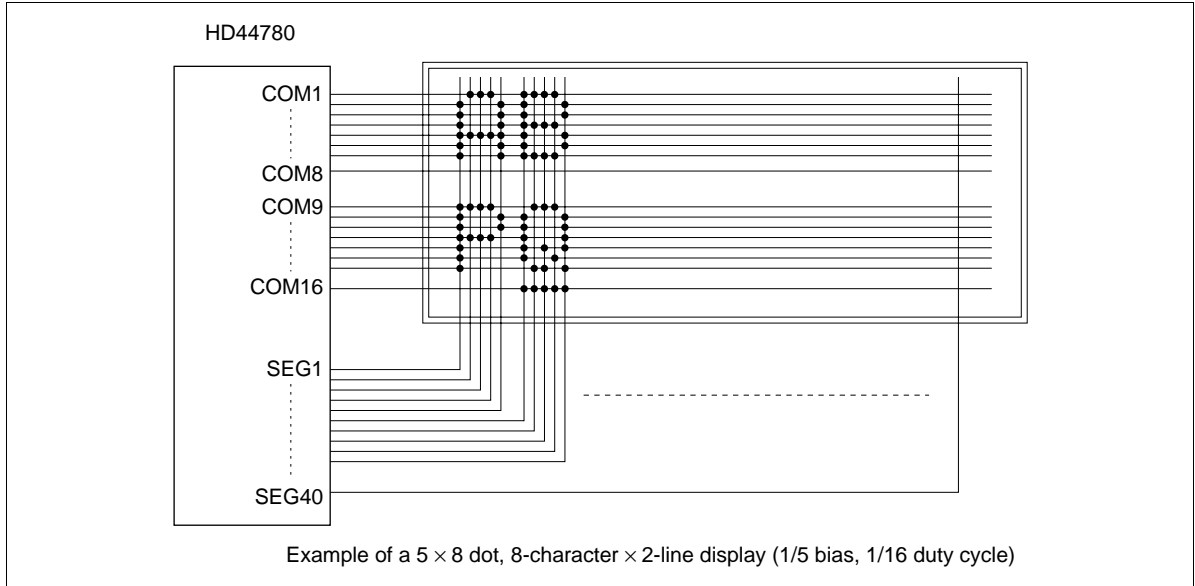 HD44780
COM1
COM8
COM9
COM16
SEG1
SEG40
Example of a 5 × 8 dot, 8-character × 2-line display (1/5 bias, 1/16 duty cycle)